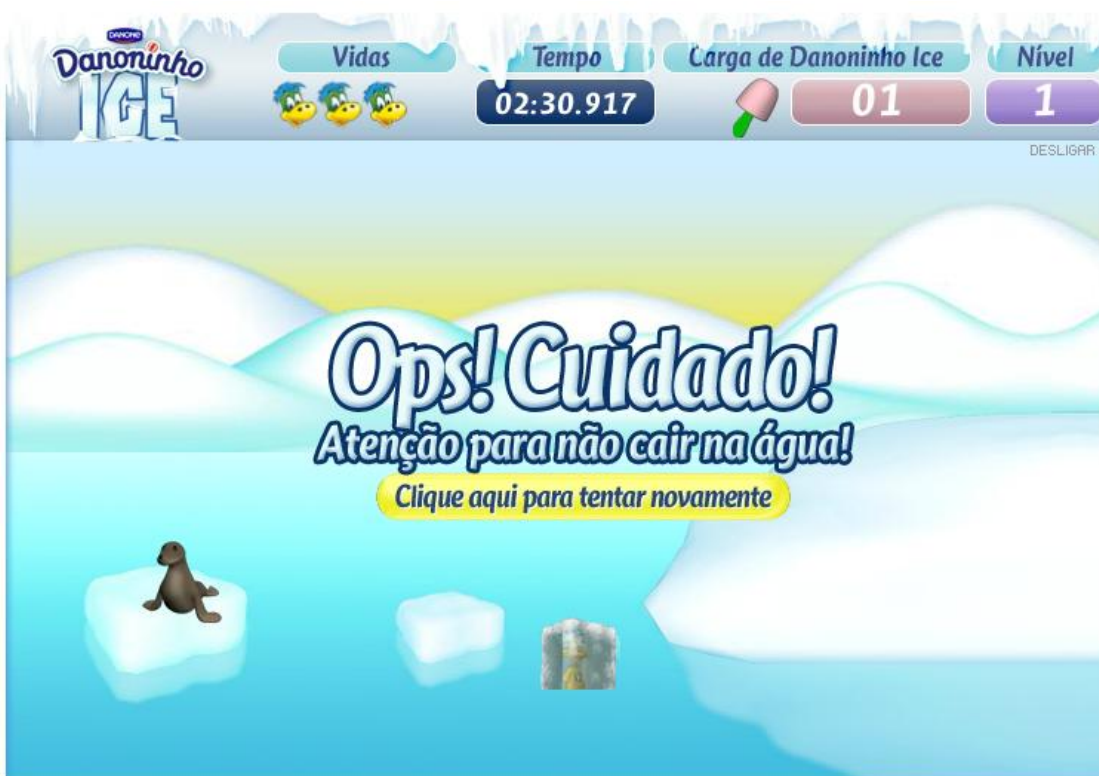 DANONE
Danoninho
ICE
Vidas
Tempo
Carga de Danoninho Ice
Nível
02:30.917
01
1
DESLIGAR
Ops! Cuidado!
Atenção para não cair na água!
Clique aqui para tentar novamente